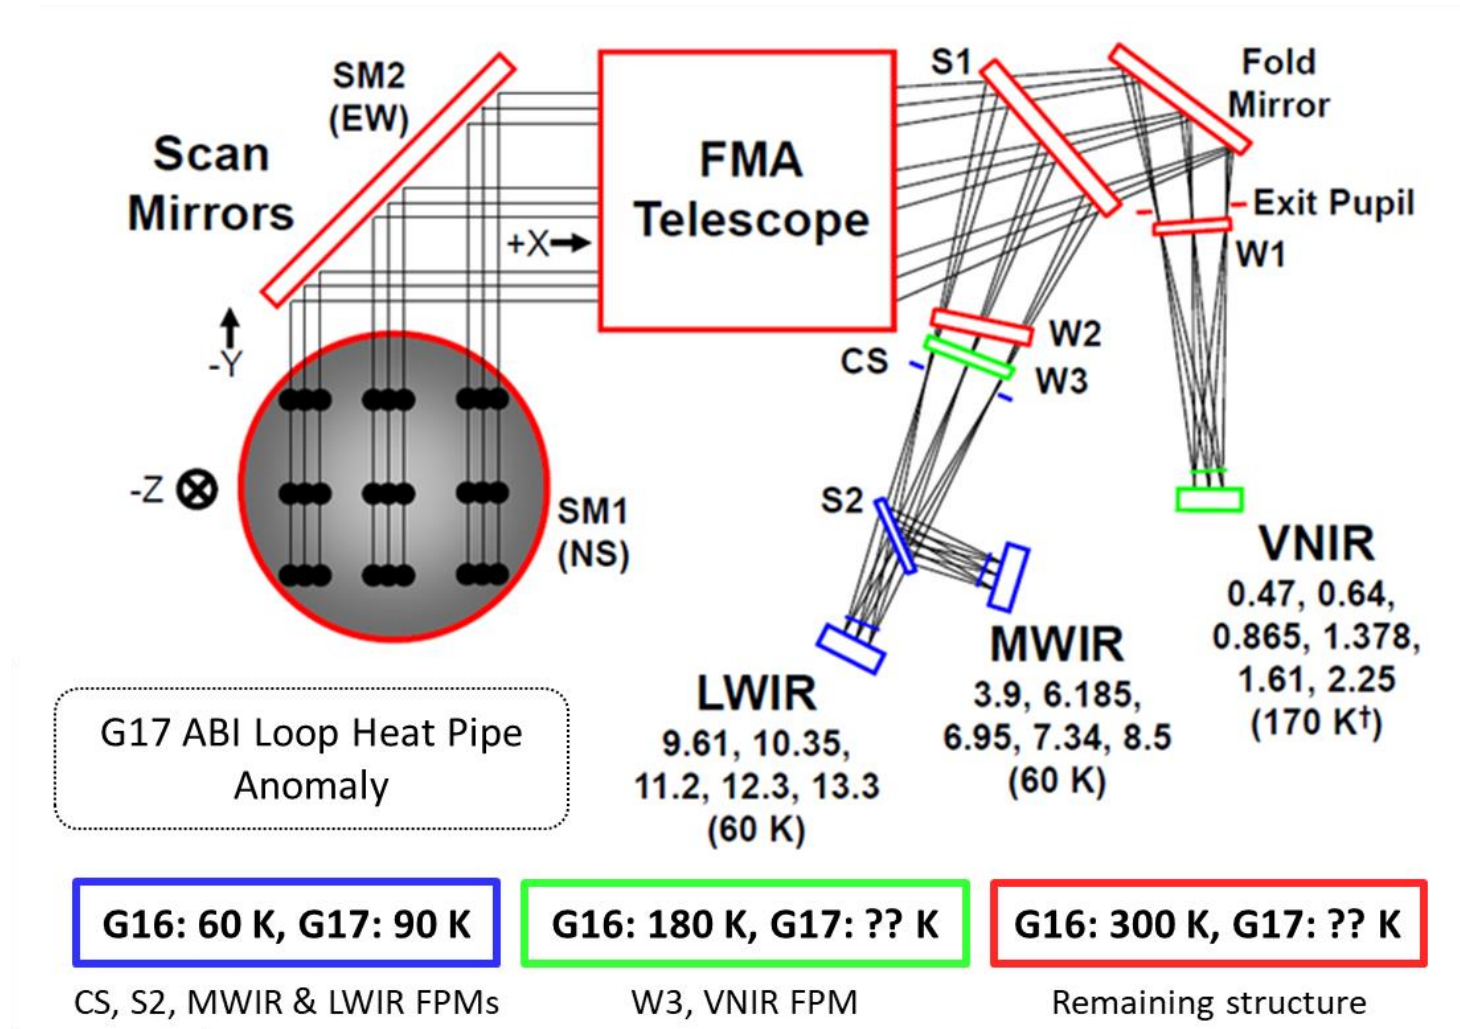 SM2
(EW)
Scan
Mirrors
FMA
Telescope
+X
S1
Fold
Mirror
Exit Pupil
W1
W2
W3
CS
-Y
-Z
SM1
(NS)
S2
VNIR
0.47, 0.64,
0.865, 1.378,
1.61, 2.25
(170 K†)
MWIR
3.9, 6.185,
6.95, 7.34, 8.5
(60 K)
LWIR
9.61, 10.35,
11.2, 12.3, 13.3
(60 K)
G17 ABI Loop Heat Pipe
Anomaly
G16: 60 K, G17: 90 K
G16: 180 K, G17: ?? K
G16: 300 K, G17: ?? K
CS, S2, MWIR & LWIR FPMs
W3, VNIR FPM
Remaining structure